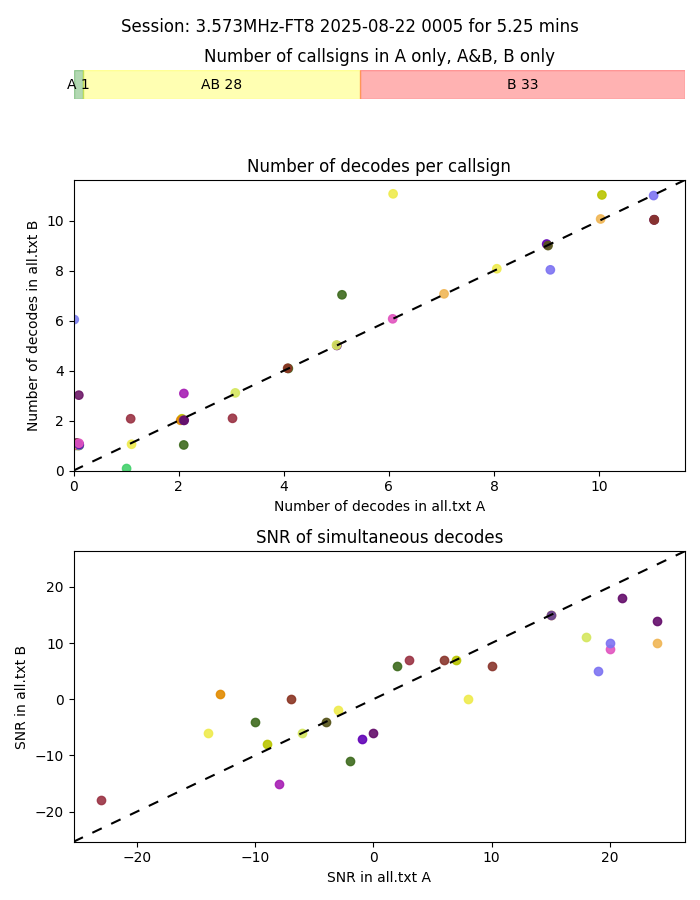 Session: 3.573MHz-FT8 2025-08-22 0005 for 5.25 mins
Number of callsigns in A only, A&B, B only
A 1 AB 28 B 33
Number of decodes per callsign
Number of decodes in all.txt B
10
8
6
4
2
0
0 2 4 6 8 10
Number of decodes in all.txt A
SNR of simultaneous decodes
SNR in all.txt B
20
10
0
−10
−20
−20 −10 0 10 20
SNR in all.txt A